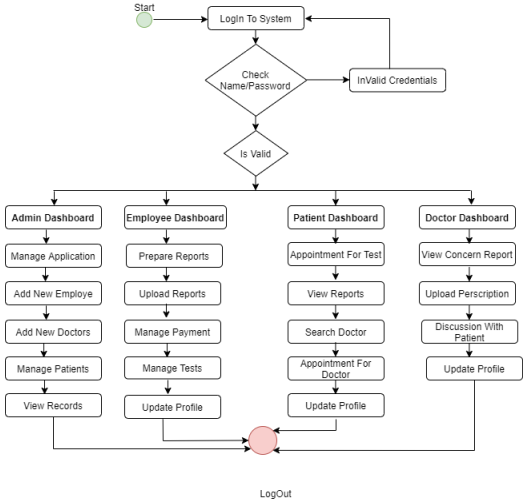 Start
LogIn To System
Check
Name/Password
InValid Credentials
Is Valid
Admin Dashboard
Employee Dashboard
Patient Dashboard
Doctor Dashboard
Manage Application
Prepare Reports
Appointment For Test
View Concern Report
Add New Employe
Upload Reports
View Reports
Upload Perscription
Add New Doctors
Manage Payment
Search Doctor
Discussion With
Patient
Manage Patients
Manage Tests
Appointment For
Doctor
Update Profile
View Records
Update Profile
Update Profile
LogOut